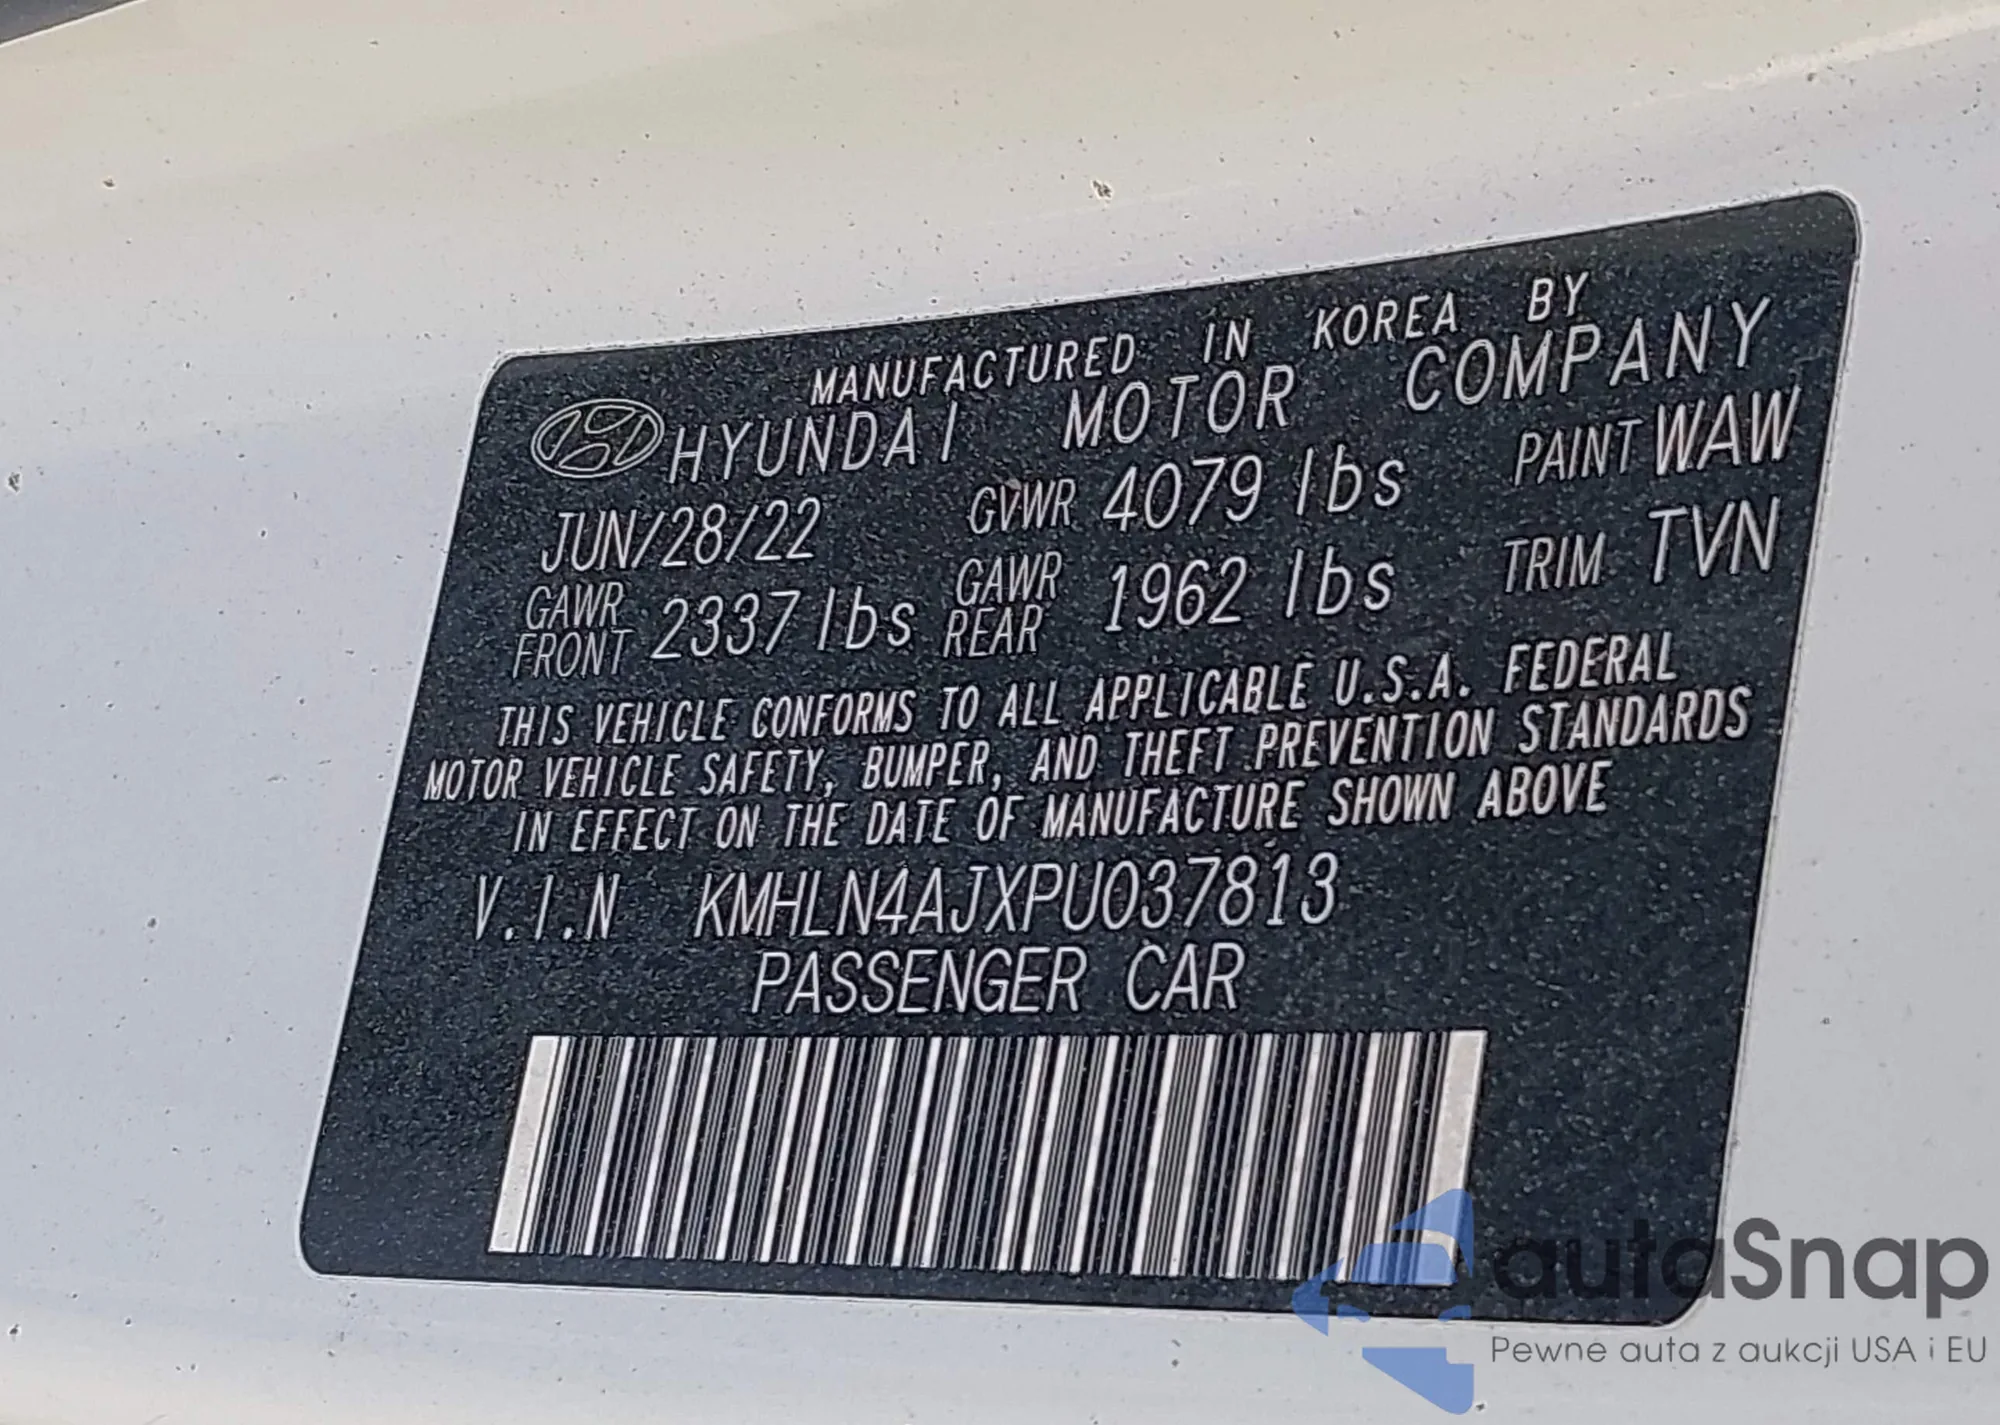 MANUFACTURED IN KOREA BY
HYUNDAI MOTOR COMPANY
JUN/28/22 GVWR 4079 lbs PAINT WAW
GAWR FRONT 2337 lbs GAWR REAR 1962 lbs TRIM TVN
THIS VEHICLE CONFORMS TO ALL APPLICABLE U.S.A. FEDERAL
MOTOR VEHICLE SAFETY, BUMPER, AND THEFT PREVENTION STANDARDS
IN EFFECT ON THE DATE OF MANUFACTURE SHOWN ABOVE
V.I.N KMHLN4AJXPU037813
PASSENGER CAR
autaSnap
Pewne auta z aukcji USA i EU